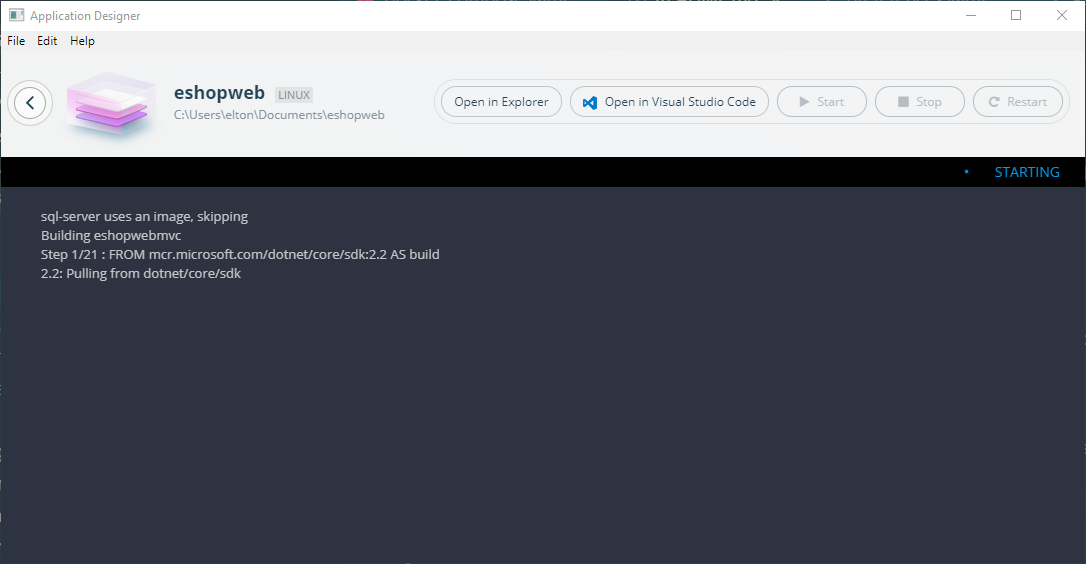 Application Designer
File Edit Help
eshopweb LINUX
C:\Users\elton\Documents\eshopweb
Open in Explorer
Open in Visual Studio Code
Start
Stop
Restart
STARTING
sql-server uses an image, skipping
Building eshopwebmvc
Step 1/21 : FROM mcr.microsoft.com/dotnet/core/sdk:2.2 AS build
2.2: Pulling from dotnet/core/sdk